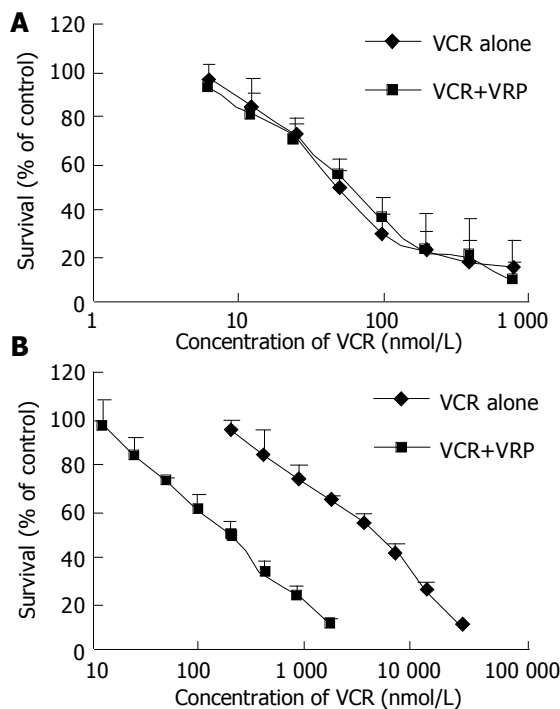 A
120
100
80
60
40
20
0
Survival (% of control)
VCR alone
VCR+VRP
1 10 100 1 000
Concentration of VCR (nmol/L)
B
120
100
80
60
40
20
0
Survival (% of control)
VCR alone
VCR+VRP
10 100 1 000 10 000 100 000
Concentration of VCR (nmol/L)